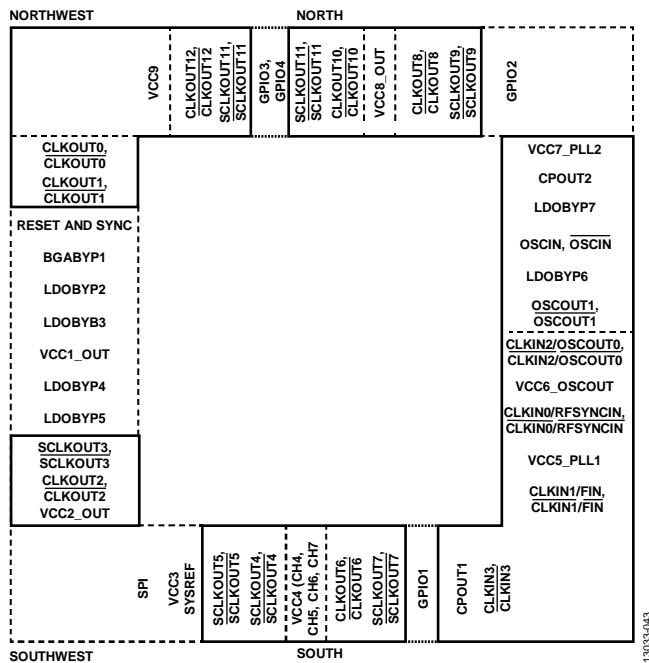 NORTHWEST
NORTH
VCC9
CLKOUT12,
CLKOUT12
SCLKOUT11,
SCLKOUT11
GPIO3,
GPIO4
SCLKOUT11,
SCLKOUT11
CLKOUT10,
CLKOUT10
VCC8_OUT
CLKOUT8,
CLKOUT8
SCLKOUT9,
SCLKOUT9
GPIO2
CLKOUT0,
CLKOUT0
CLKOUT1,
CLKOUT1
RESET AND SYNC
BGABYP1
LDOBYP2
LDOBYB3
VCC1_OUT
LDOBYP4
LDOBYP5
SCLKOUT3,
SCLKOUT3
CLKOUT2,
CLKOUT2
VCC2_OUT
VCC7_PLL2
CPOUT2
LDOBYP7
OSCIN, OSCIN
LDOBYP6
OSCOUT1,
OSCOUT1
CLKIN2/OSCOUT0,
CLKIN2/OSCOUT0
VCC6_OSCOUT
CLKIN0/RFSYNCIN,
CLKIN0/RFSYNCIN
VCC5_PLL1
CLKIN1/FIN,
CLKIN1/FIN
SPI
VCC3
SYSREF
SCLKOUT5,
SCLKOUT5
SCLKOUT4,
SCLKOUT4
VCC4 (CH4,
CH5, CH6, CH7
CLKOUT6,
CLKOUT6
SCLKOUT7,
SCLKOUT7
GPIO1
CPOUT1
CLKIN3,
CLKIN3
SOUTHWEST
SOUTH
13033-043